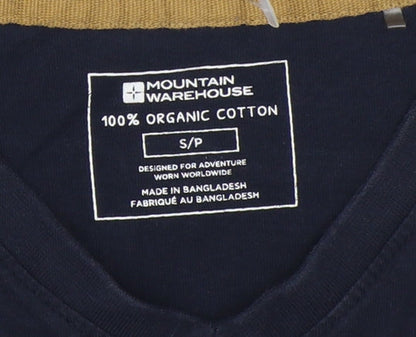 MOUNTAIN
WAREHOUSE
100% ORGANIC COTTON
S/P
DESIGNED FOR ADVENTURE
WORN WORLDWIDE
MADE IN BANGLADESH
FABRIQUÉ AU BANGLADESH